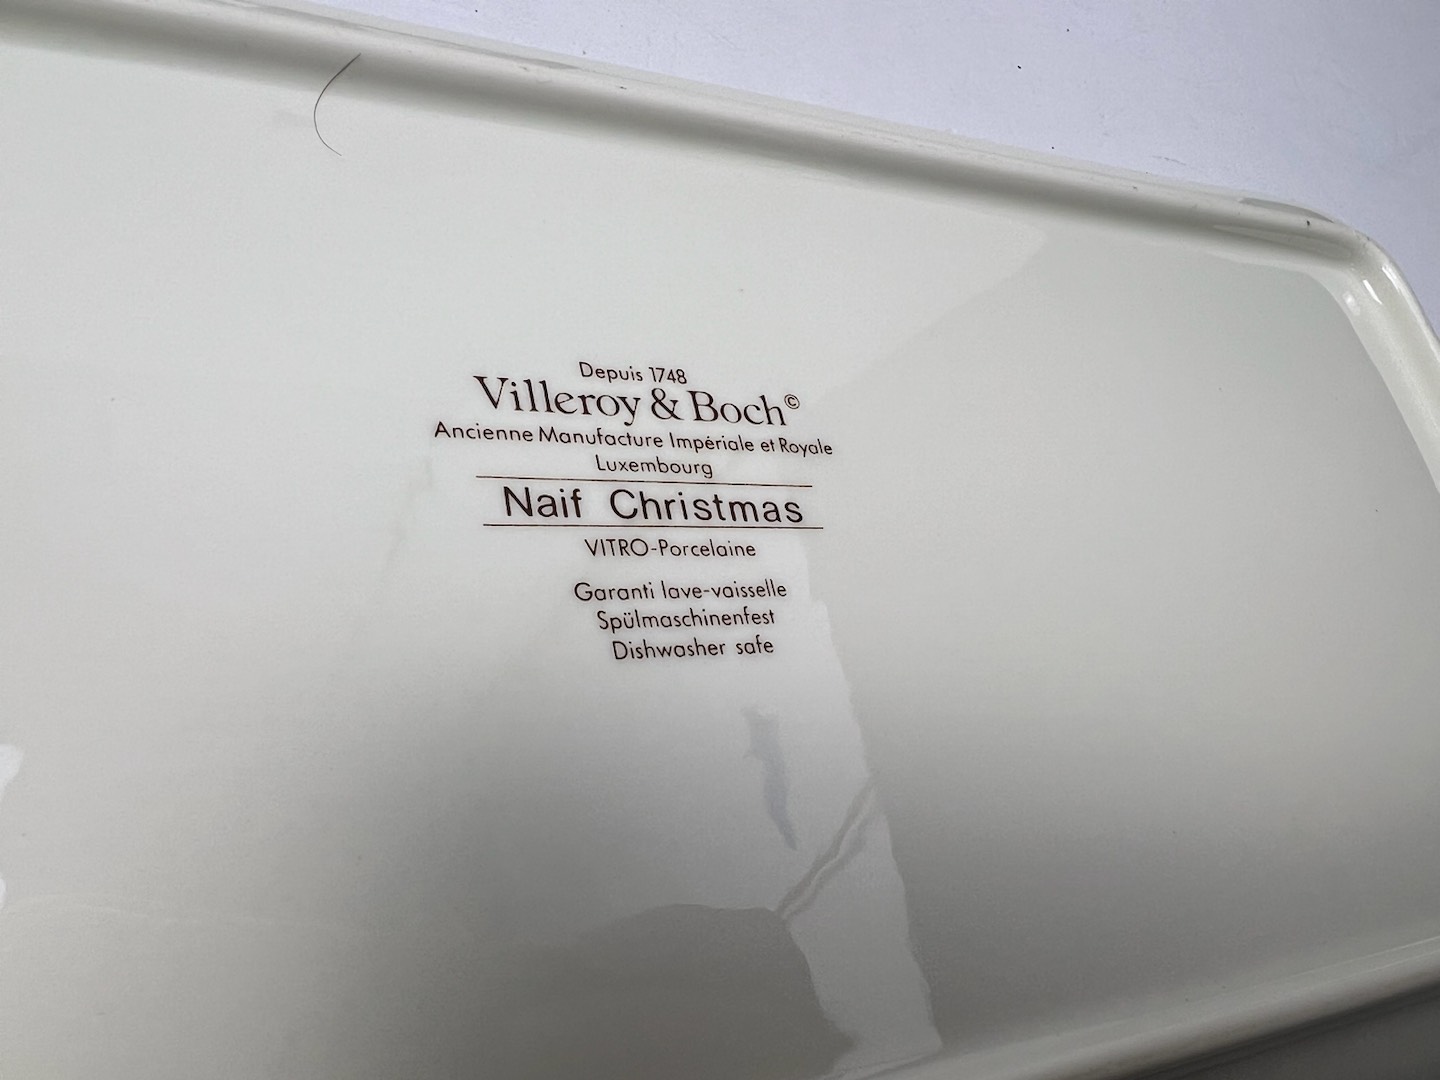 Depuis 1748
Villeroy & Boch©
Ancienne Manufacture Impériale et Royale
Luxembourg
Naif Christmas
VITRO-Porcelaine
Garanti lave-vaisselle
Spülmaschinenfest
Dishwasher safe